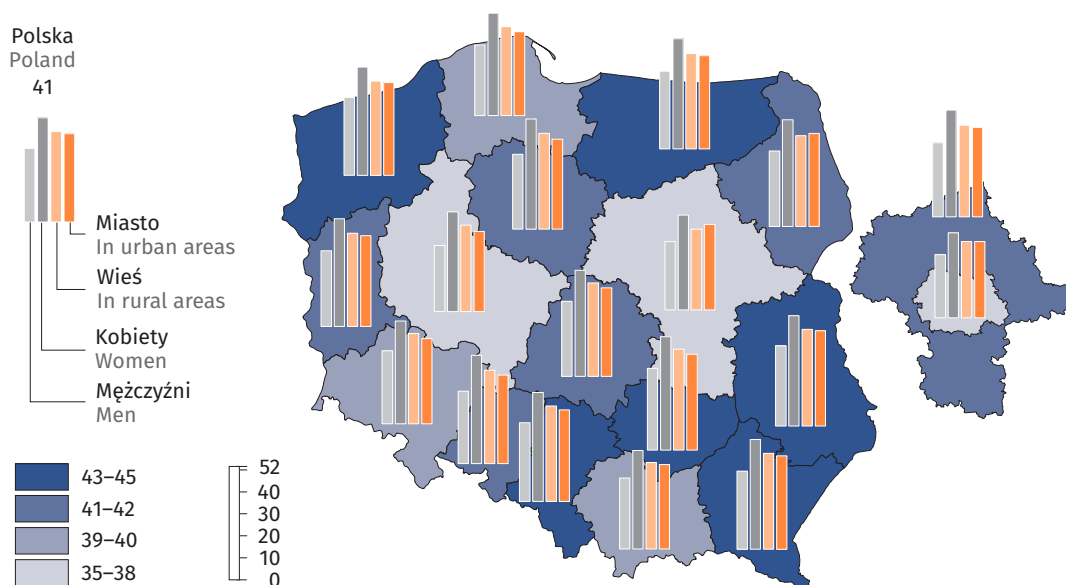 Polska
Poland
41
Miasto
In urban areas
Wieś
In rural areas
Kobiety
Women
Mężczyźni
Men
43–45
41–42
39–40
35–38
52
40
30
20
10
0